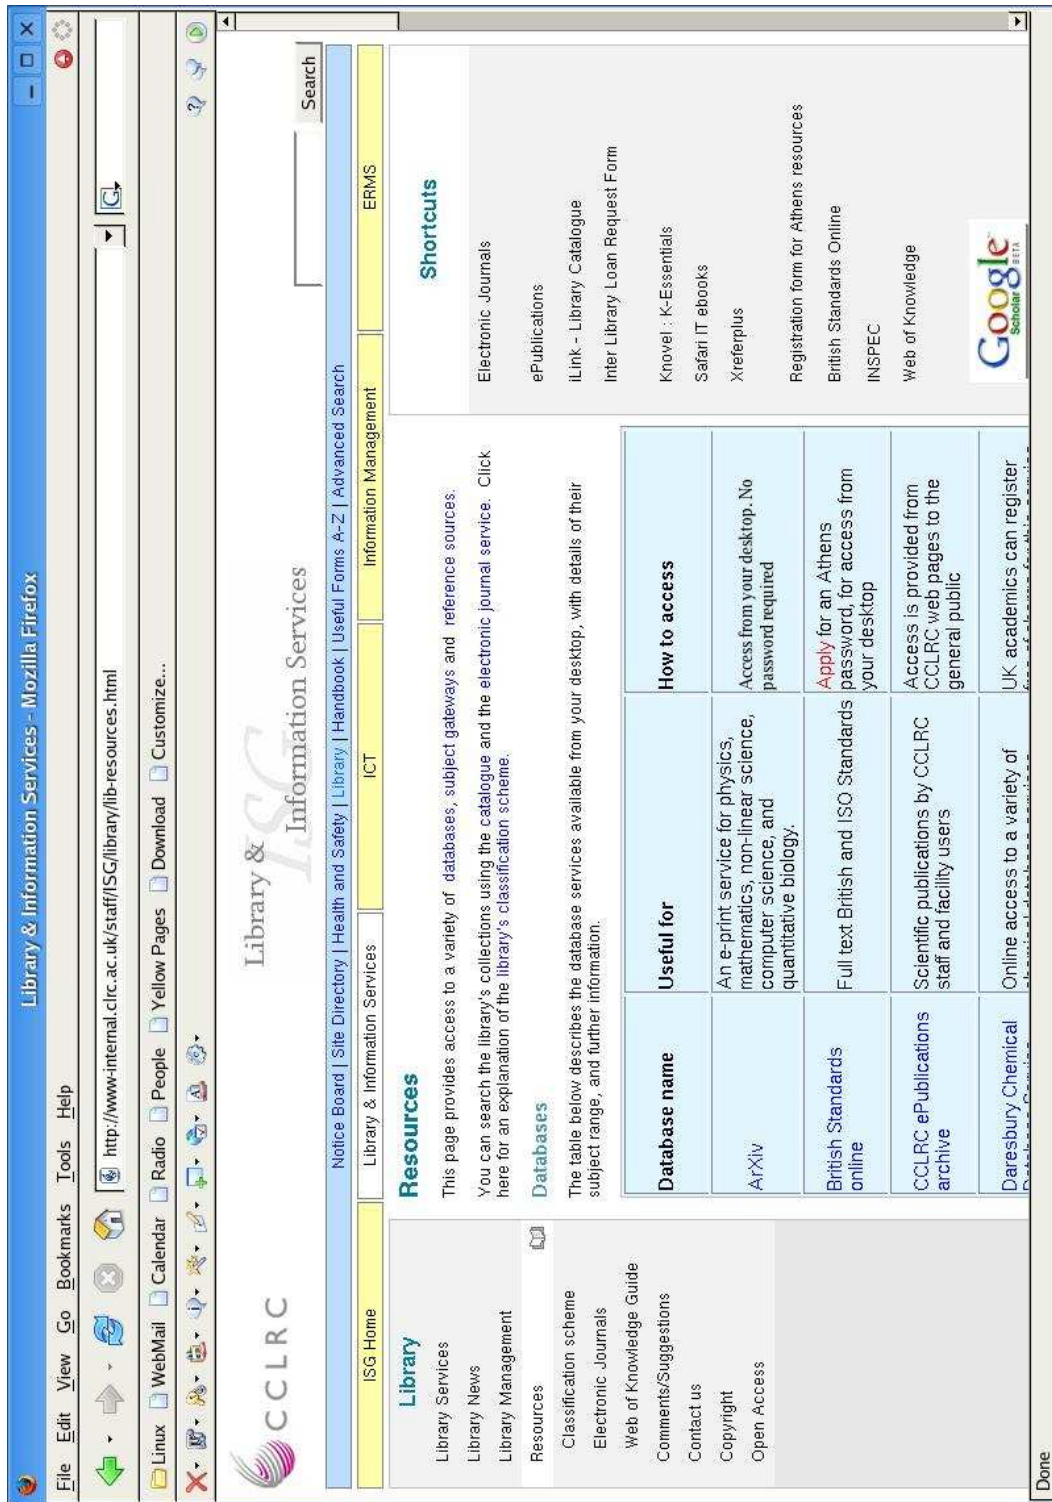 Library & Information Services - Mozilla Firefox
File Edit View Go Bookmarks Tools Help
http://www-internal.clrc.ac.uk/staff/ISG/library/lib-resources.html
G
Linux WebMail Calendar Radio People Yellow Pages Download Customize...
CCLRC
Library &
ISG
Information Services
Search
Notice Board | Site Directory | Health and Safety | Library | Handbook | Useful Forms A-Z | Advanced Search
ISG Home Library & Information Services ICT Information Management ERMS
Library
Library Services
Library News
Library Management
Resources
Classification scheme
Electronic Journals
Web of Knowledge Guide
Comments/Suggestions
Contact us
Copyright
Open Access
Resources
This page provides access to a variety of databases, subject gateways and reference sources.
You can search the library's collections using the catalogue and the electronic journal service. Click
here for an explanation of the library's classification scheme.
Databases
The table below describes the database services available from your desktop, with details of their
subject range, and further information.
Database name Useful for How to access
ArXiv
An e-print service for physics,
mathematics, non-linear science,
computer science, and
quantitative biology.
Access from your desktop. No
password required
British Standards
online
Full text British and ISO Standards
Apply for an Athens
password, for access from
your desktop
CCLRC ePublications
archive
Scientific publications by CCLRC
staff and facility users
Access is provided from
CCLRC web pages to the
general public
Daresbury Chemical
Online access to a variety of
UK academics can register
Shortcuts
Electronic Journals
ePublications
iLink - Library Catalogue
Inter Library Loan Request Form
Knovel : K-Essentials
Safari IT ebooks
Xreferplus
Registration form for Athens resources
British Standards Online
INSPEC
Web of Knowledge
Google
Scholar BETA
Done